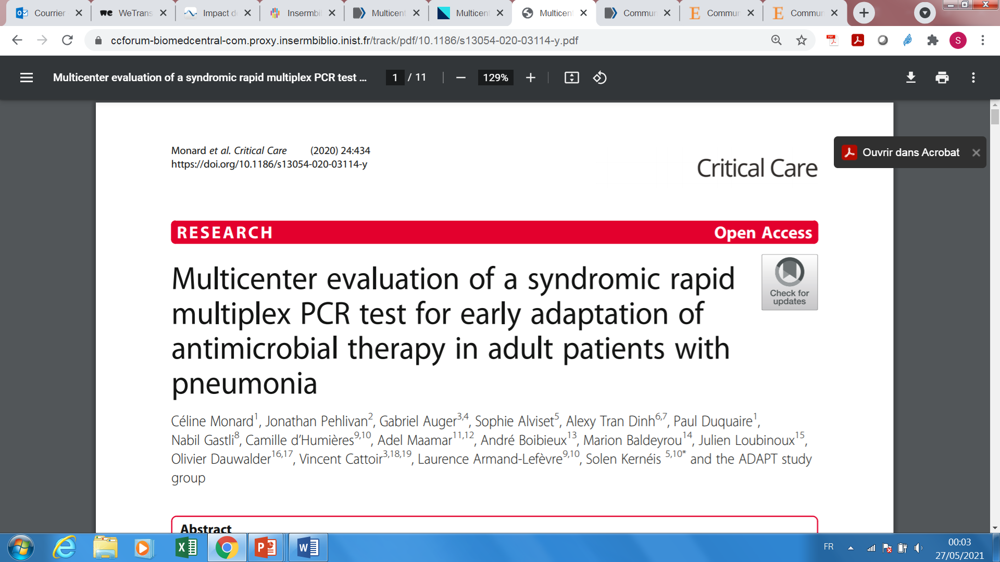 Courrier
WeTrans
Impact d
Insermbi
Multicent
Multicent
Multicent
Commun
Commun
Commun
ccforum-biomedcentral-com.proxy.insermbiblio.inist.fr/track/pdf/10.1186/s13054-020-03114-y.pdf
S
Multicenter evaluation of a syndromic rapid multiplex PCR test ...
1 / 11
129%
Monard et al. Critical Care (2020) 24:434
https://doi.org/10.1186/s13054-020-03114-y
Critical Care
Ouvrir dans Acrobat
RESEARCH Open Access
Multicenter evaluation of a syndromic rapid
multiplex PCR test for early adaptation of
antimicrobial therapy in adult patients with
pneumonia
Check for
updates
Céline Monard1, Jonathan Pehlivan2, Gabriel Auger3,4, Sophie Alviset5, Alexy Tran Dinh6,7, Paul Duquaire1,
Nabil Gastli8, Camille d’Humières9,10, Adel Maamar11,12, André Boibieux13, Marion Baldeyrou14, Julien Loubinoux15,
Olivier Dauwalder16,17, Vincent Cattoir3,18,19, Laurence Armand-Lefèvre9,10, Solen Kernéis 5,10* and the ADAPT study
group
Abstract
FR
00:03
27/05/2021